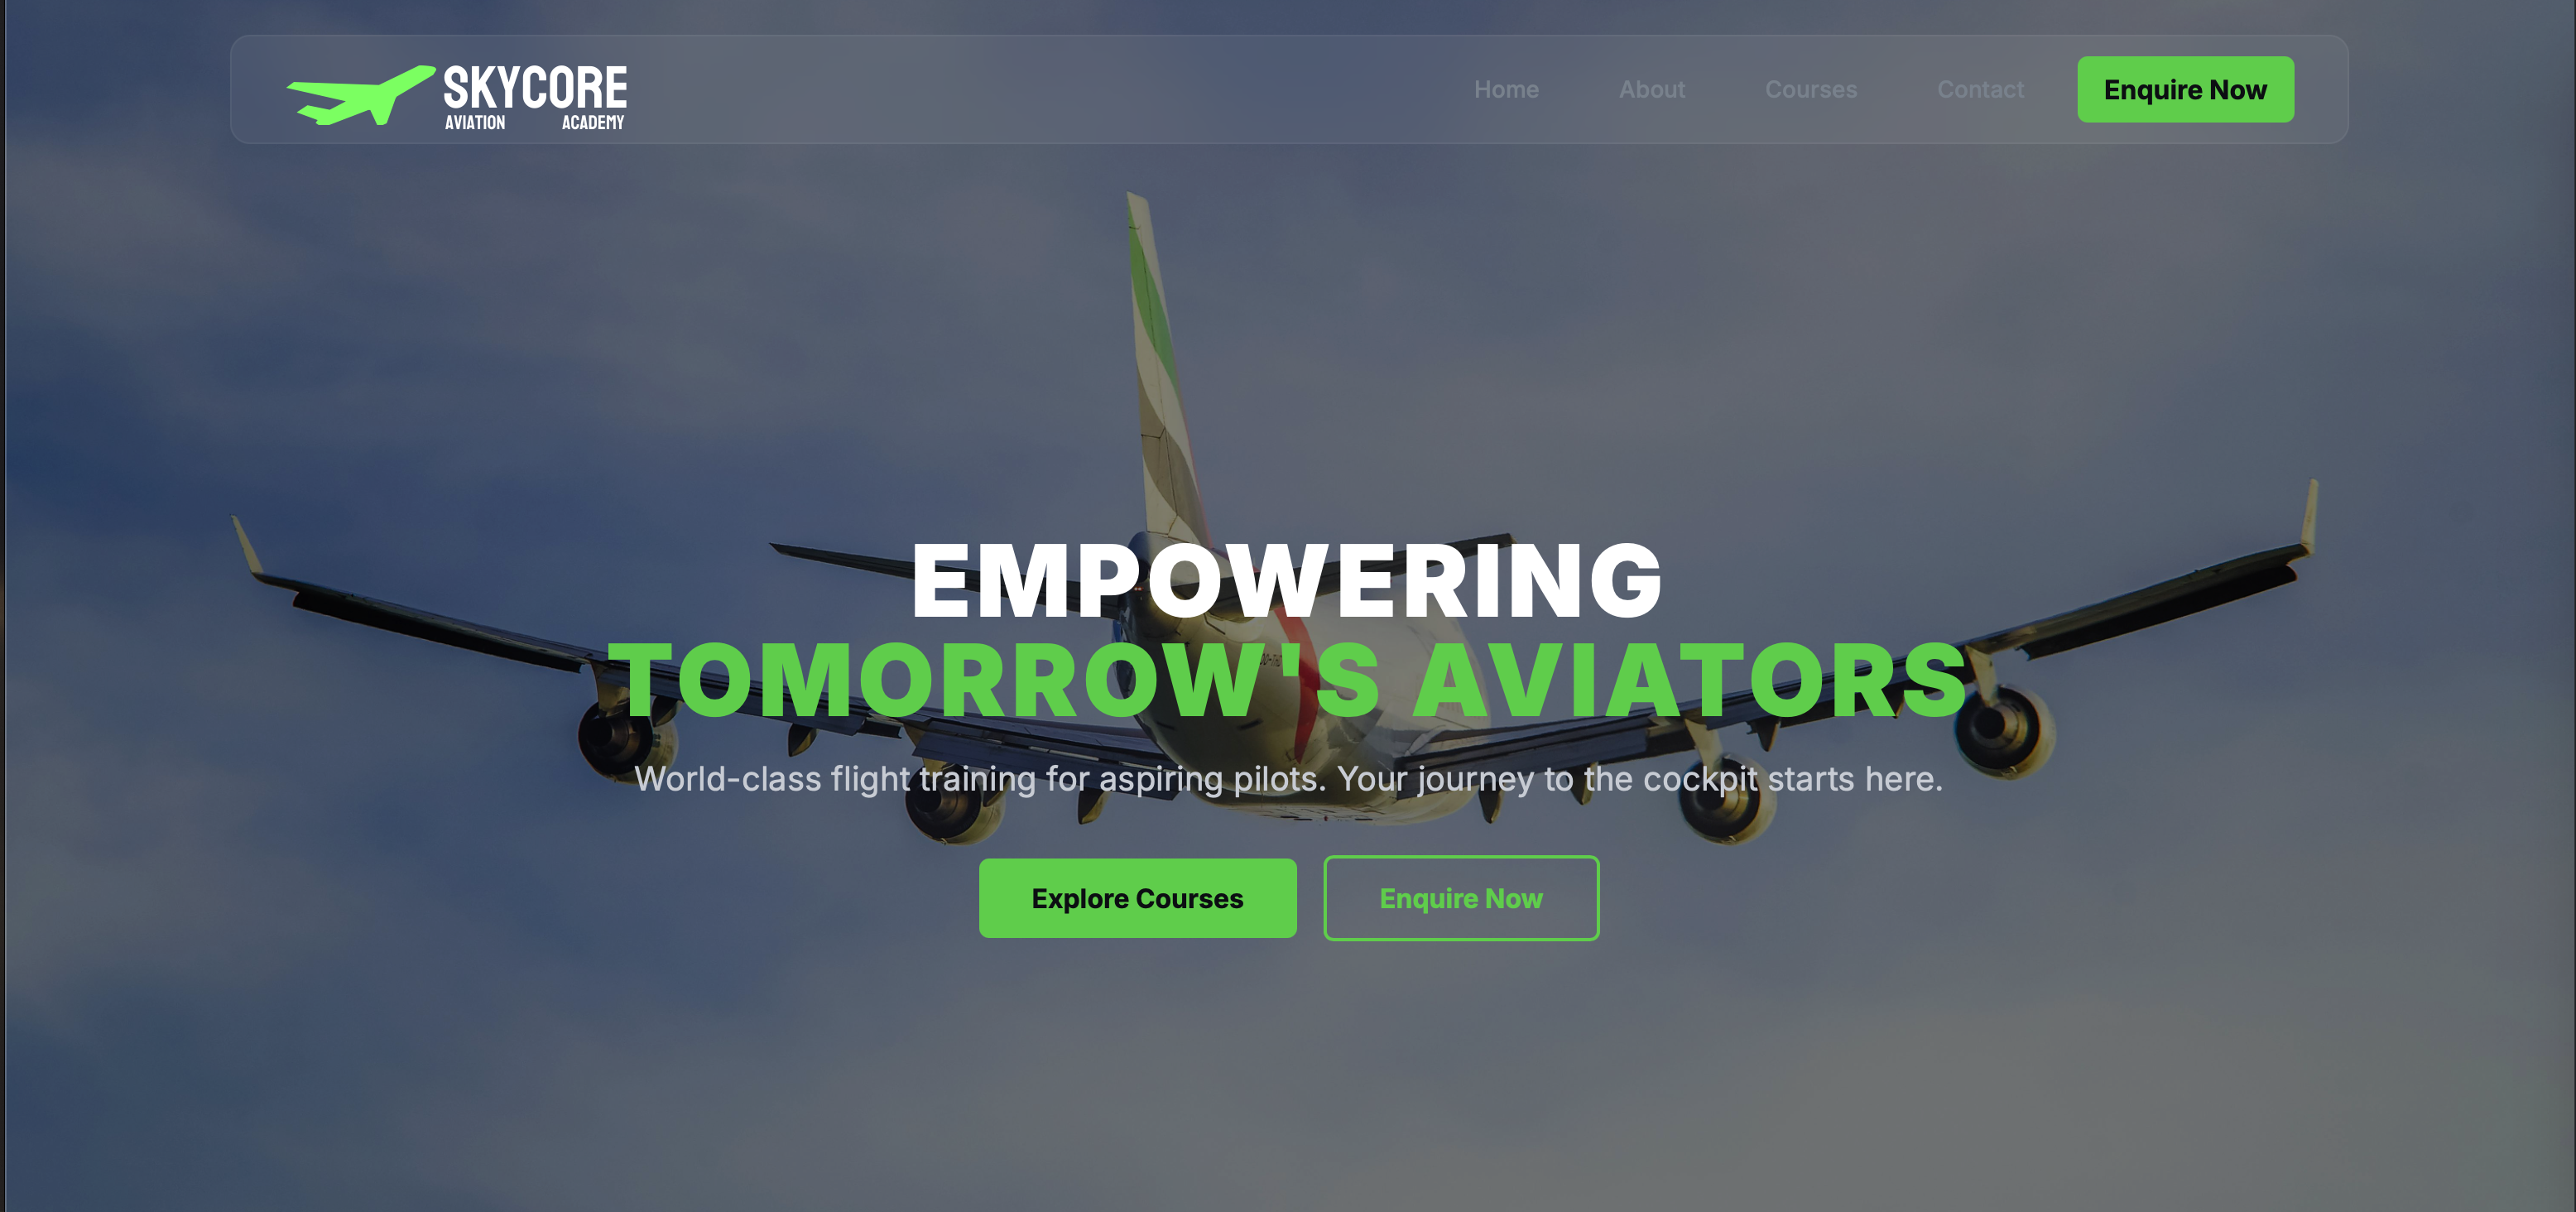 SKYCORE
AVIATION ACADEMY
Home About Courses Contact Enquire Now
EMPOWERING
TOMORROW'S AVIATORS
World-class flight training for aspiring pilots. Your journey to the cockpit starts here.
Explore Courses Enquire Now